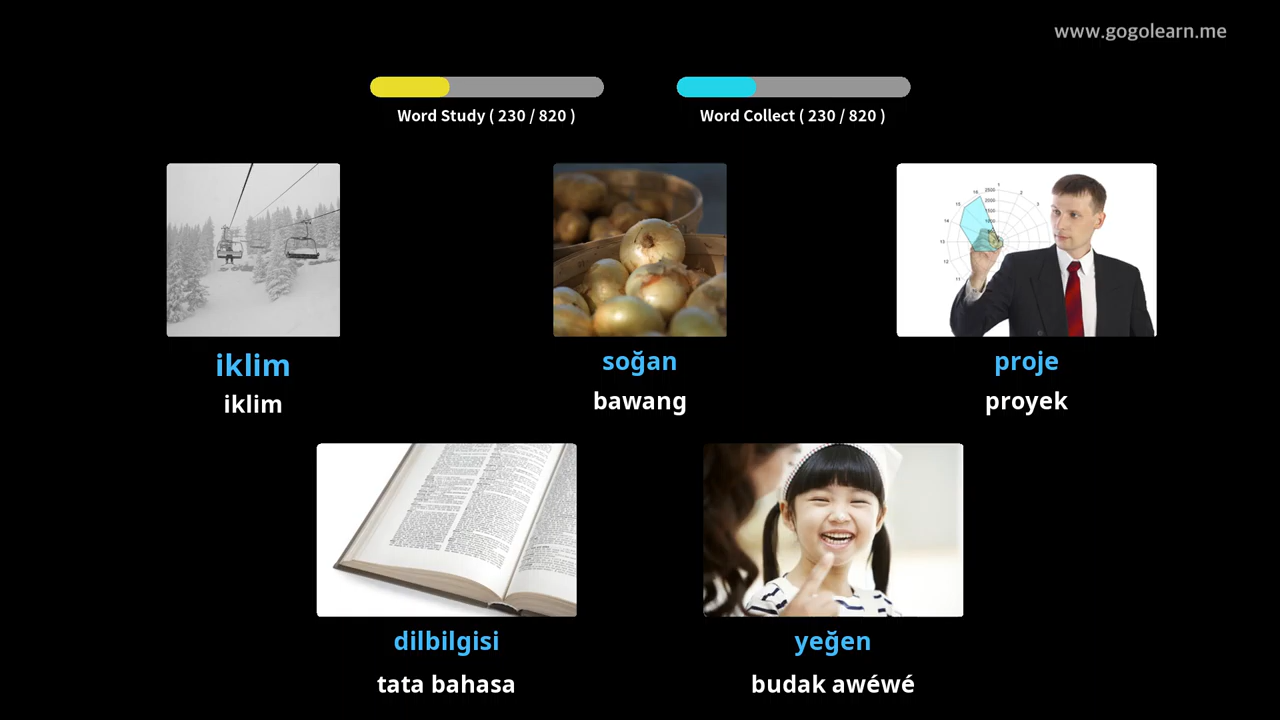 www.gogolearn.me
Word Study ( 230 / 820 )
Word Collect ( 230 / 820 )
iklim
iklim
soğan
bawang
proje
proyek
dilbilgisi
tata bahasa
yeğen
budak awéwé